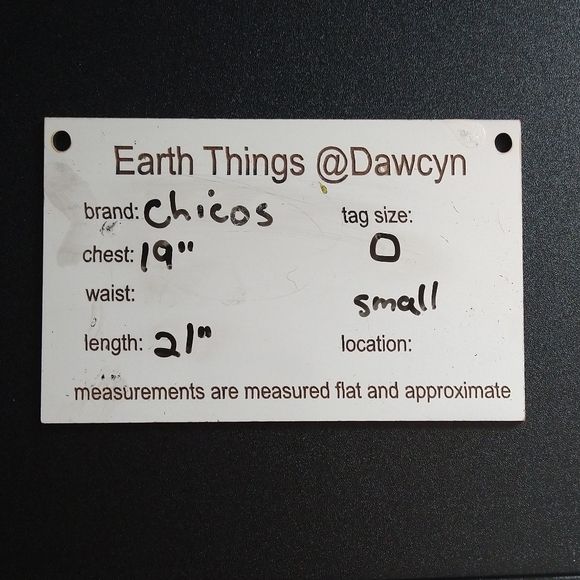 Earth Things @Dawcyn
brand: Chicos
tag size:
chest: 19"
0
waist:
small
length: 21"
location:
measurements are measured flat and approximate